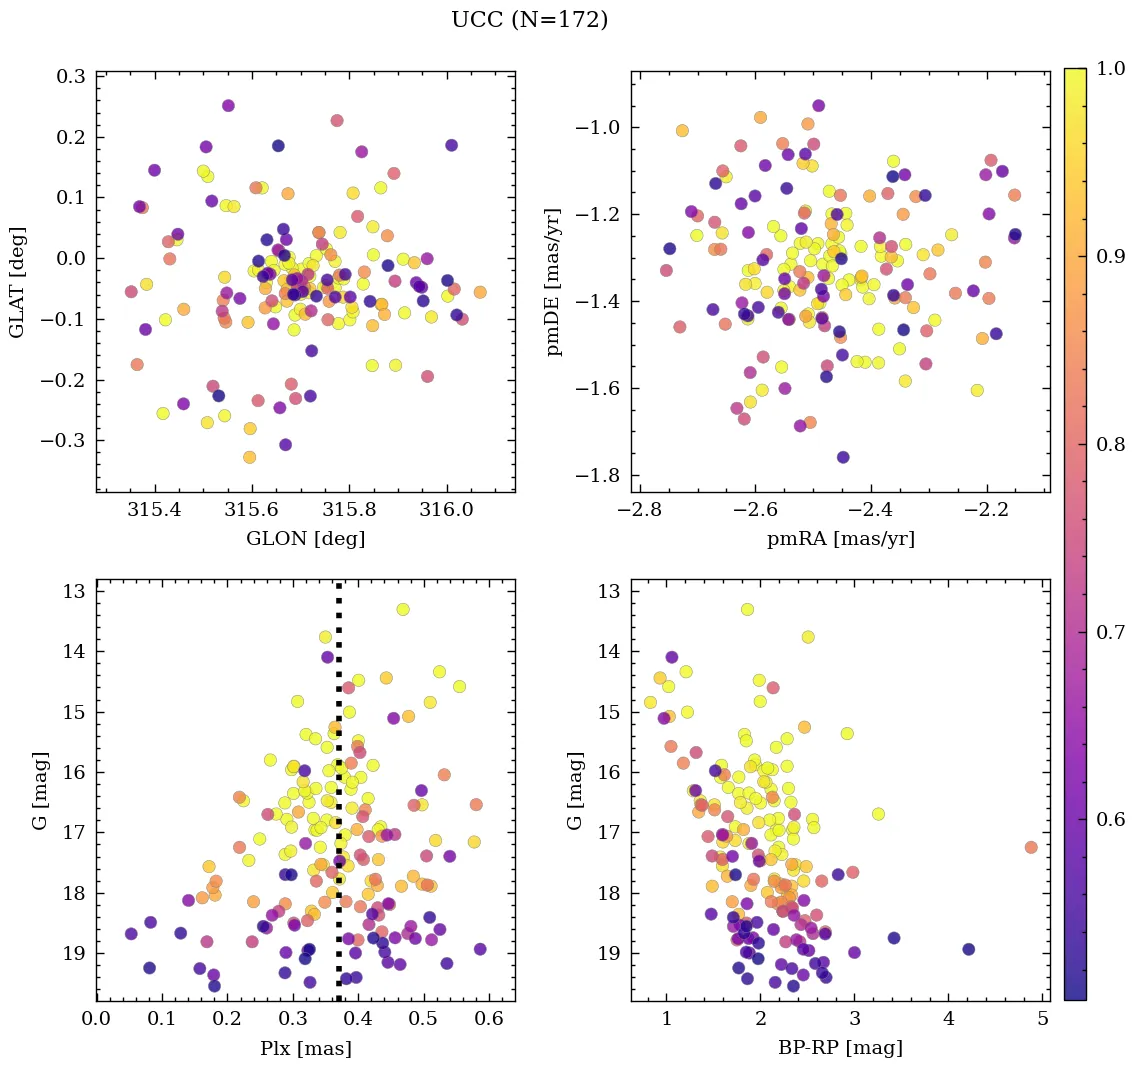 UCC (N=172)
0.3
0.2
0.1
0.0
−0.1
−0.2
−0.3
GLAT [deg]
315.4 315.6 315.8 316.0
GLON [deg]
−1.0
−1.2
−1.4
−1.6
−1.8
pmDE [mas/yr]
−2.8 −2.6 −2.4 −2.2
pmRA [mas/yr]
1.0
0.9
0.8
0.7
0.6
13
14
15
16
17
18
19
G [mag]
0.0 0.1 0.2 0.3 0.4 0.5 0.6
Plx [mas]
13
14
15
16
17
18
19
G [mag]
1 2 3 4 5
BP-RP [mag]